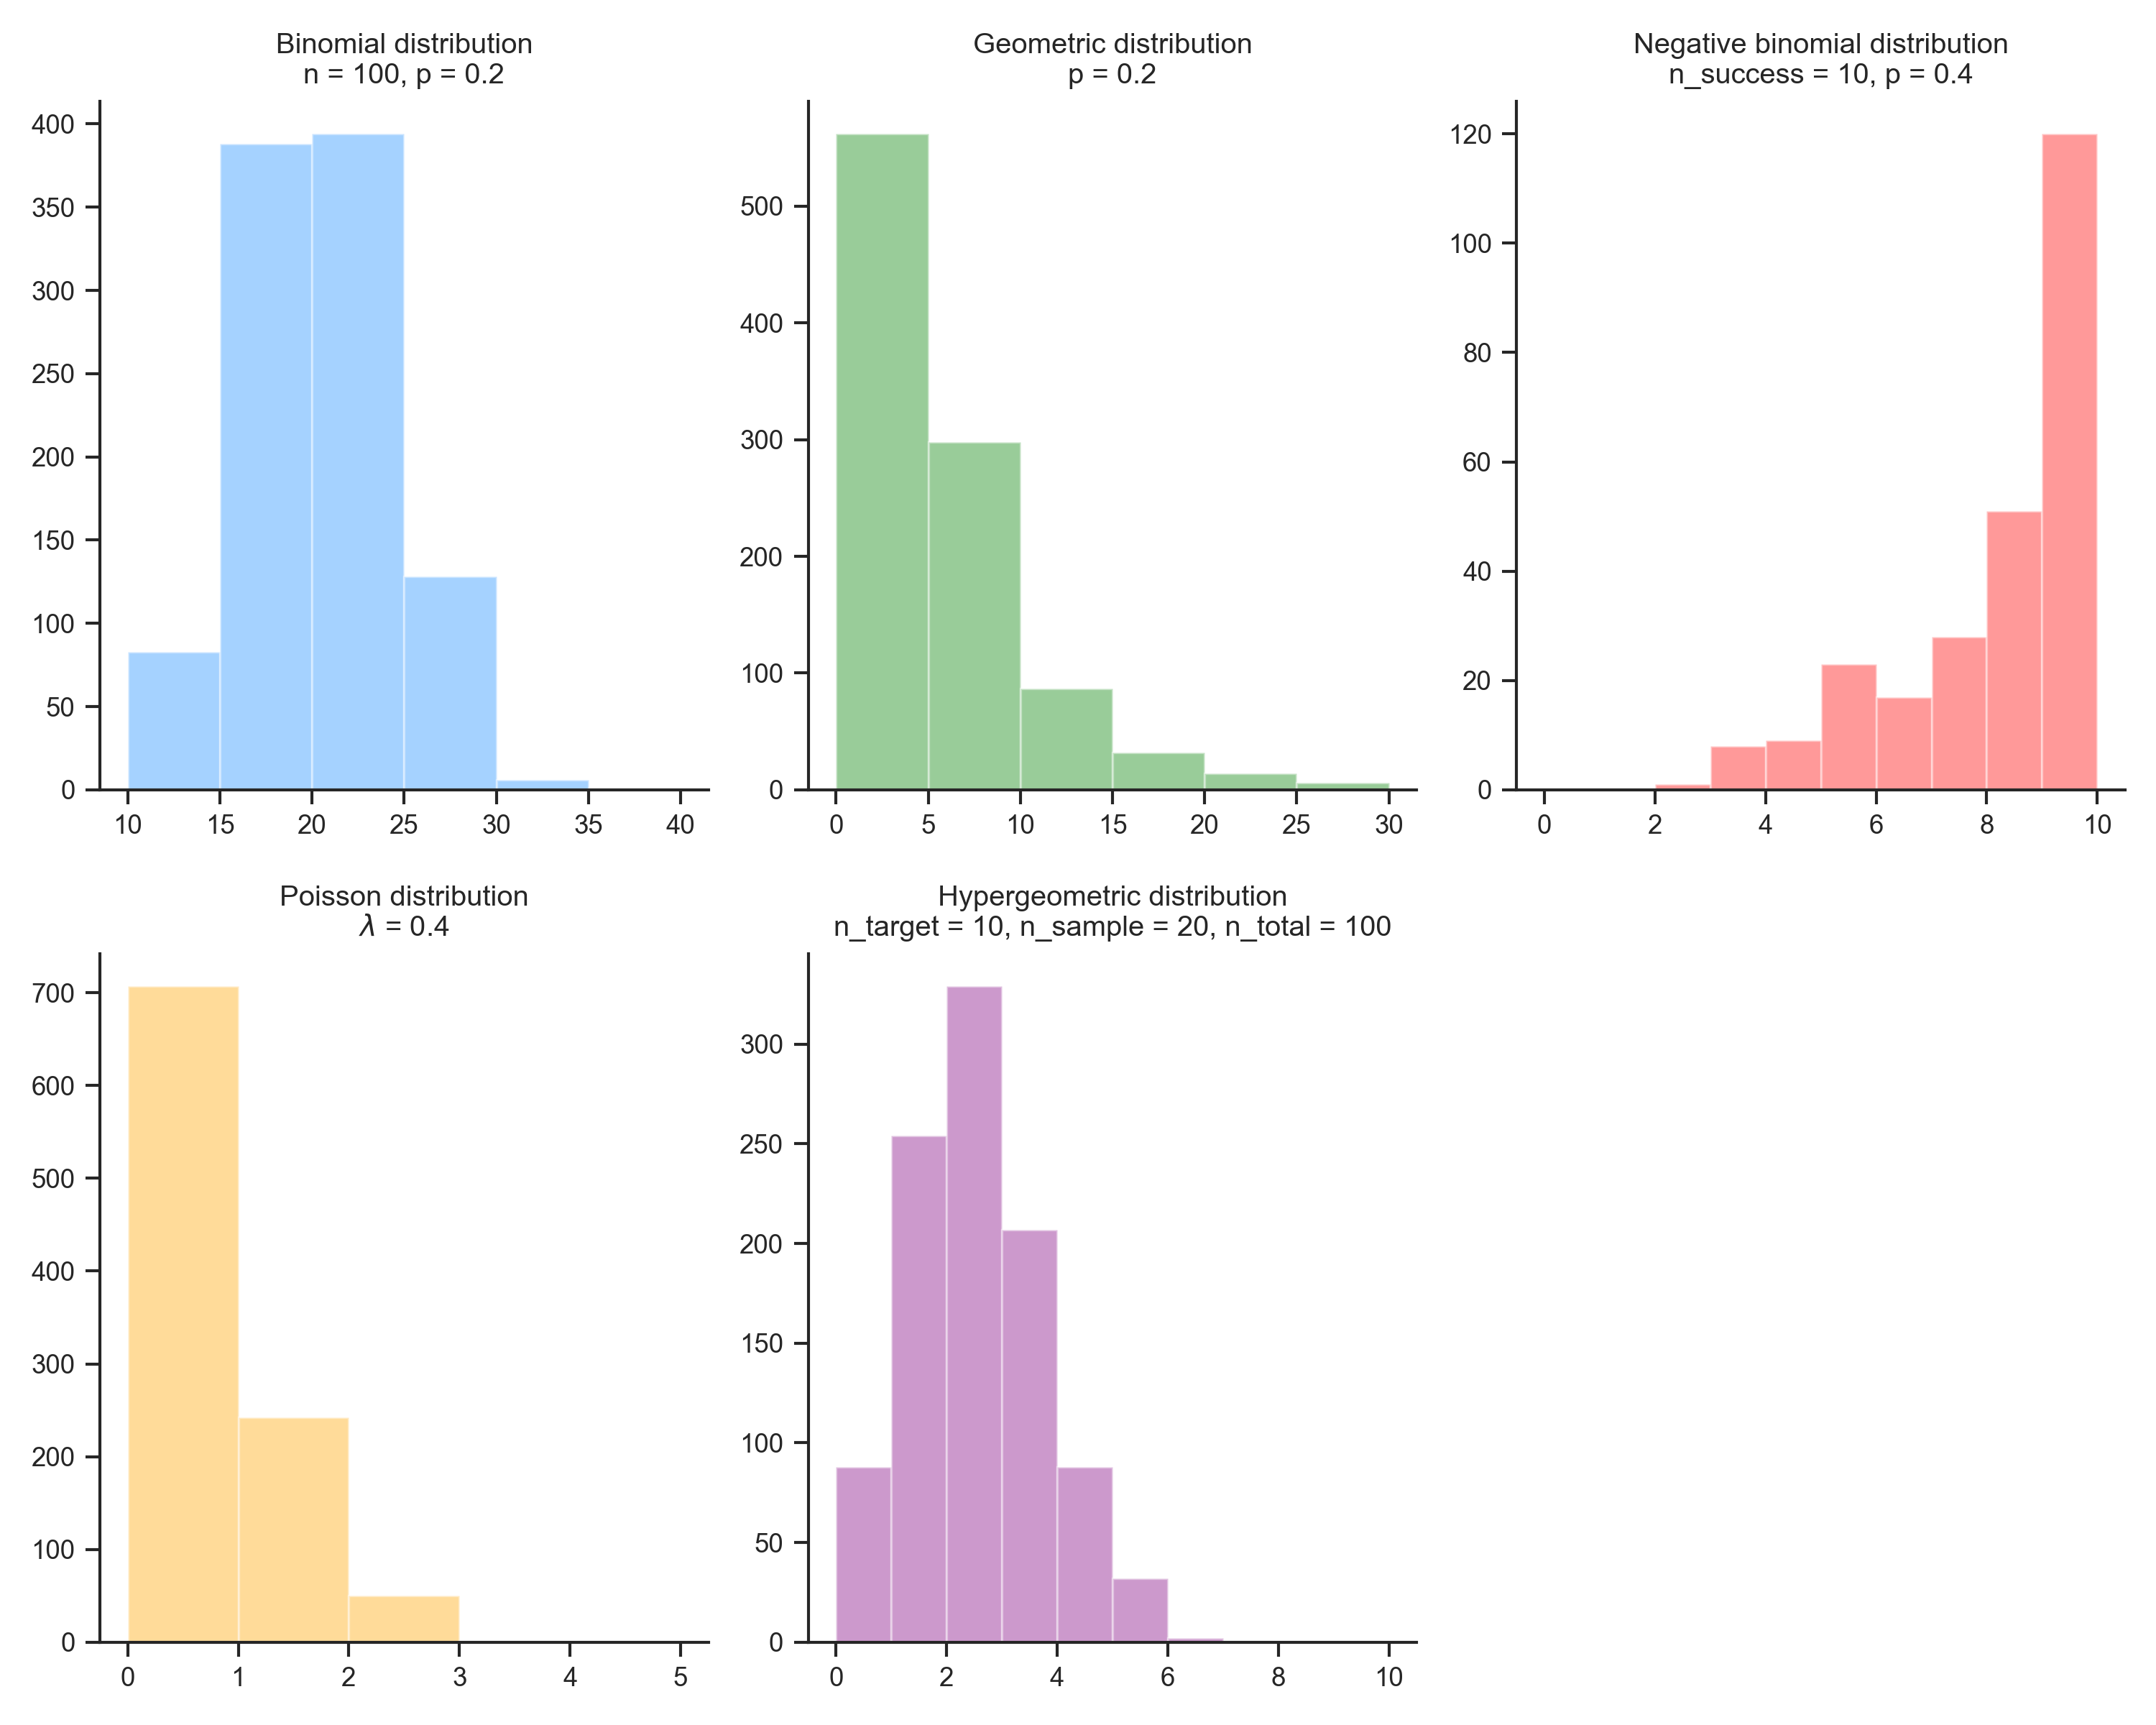 Binomial distribution
n = 100, p = 0.2
400
350
300
250
200
150
100
50
0
10 15 20 25 30 35 40
Geometric distribution
p = 0.2
500
400
300
200
100
0
0 5 10 15 20 25 30
Negative binomial distribution
n_success = 10, p = 0.4
120
100
80
60
40
20
0
0 2 4 6 8 10
Poisson distribution
λ = 0.4
700
600
500
400
300
200
100
0
0 1 2 3 4 5
Hypergeometric distribution
n_target = 10, n_sample = 20, n_total = 100
300
250
200
150
100
50
0
0 2 4 6 8 10